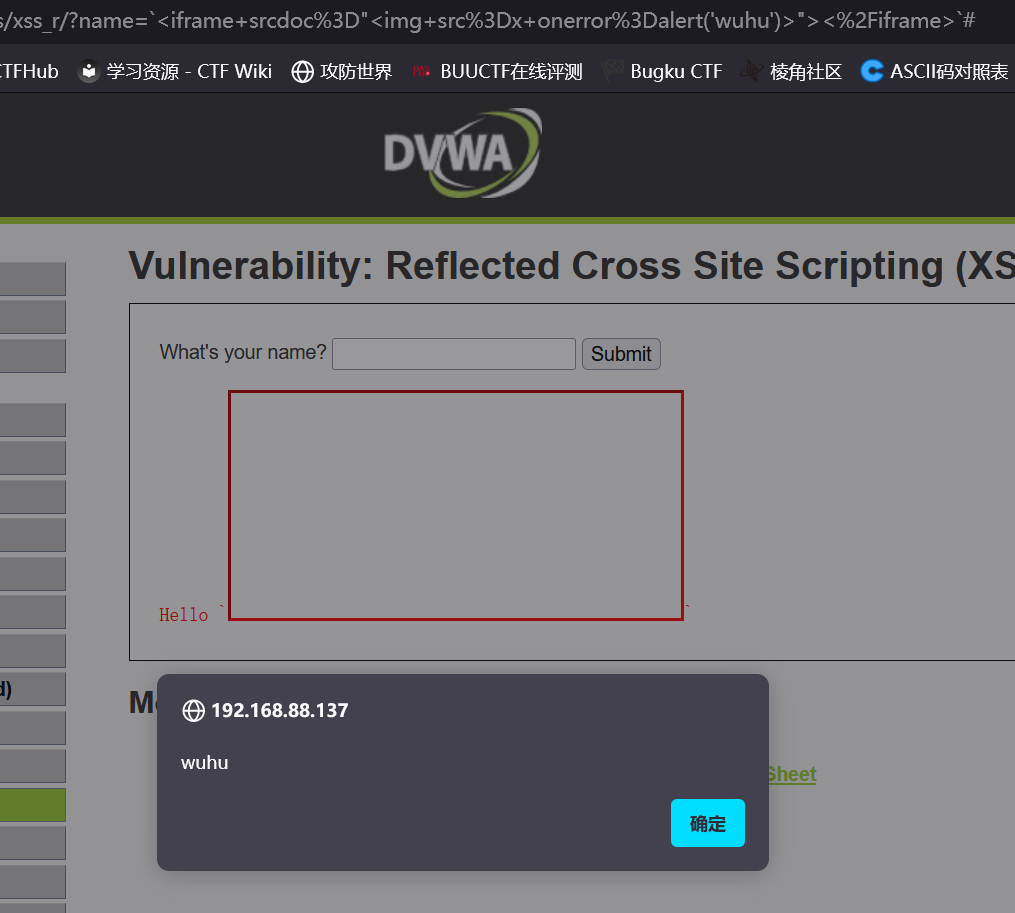 s/xss_r/?name=`<iframe+srcdoc%3D"<img+src%3Dx+onerror%3Dalert('wuhu')>"><%2Fiframe>`#
CTFHub 学习资源 - CTF Wiki 攻防世界 BUUCTF在线评测 Bugku CTF 棱角社区 ASCII码对照表
DVWA
Vulnerability: Reflected Cross Site Scripting (XS
What's your name? Submit
Hello ` `
d)
M
192.168.88.137
wuhu
Sheet
确定